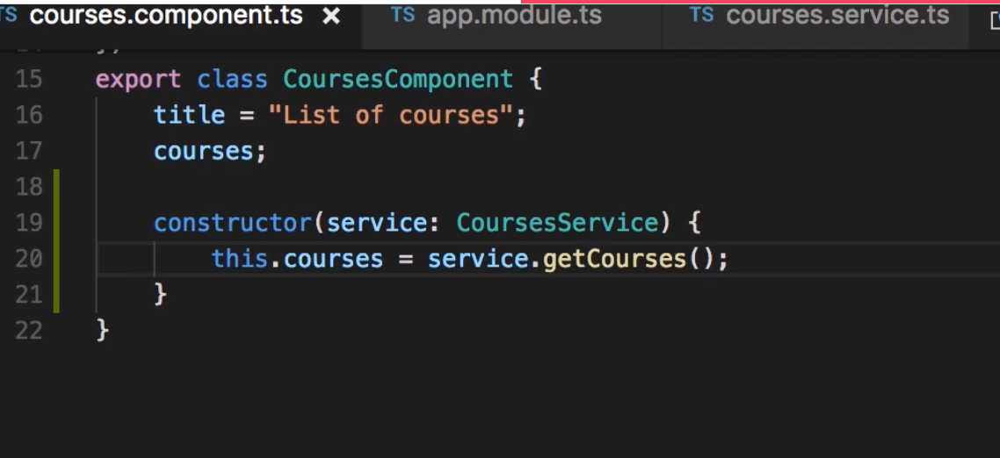 TS courses.component.ts × TS app.module.ts TS courses.service.ts
15 export class CoursesComponent {
16 title = "List of courses";
17 courses;
18
19 constructor(service: CoursesService) {
20 this.courses = service.getCourses();
21 }
22 }